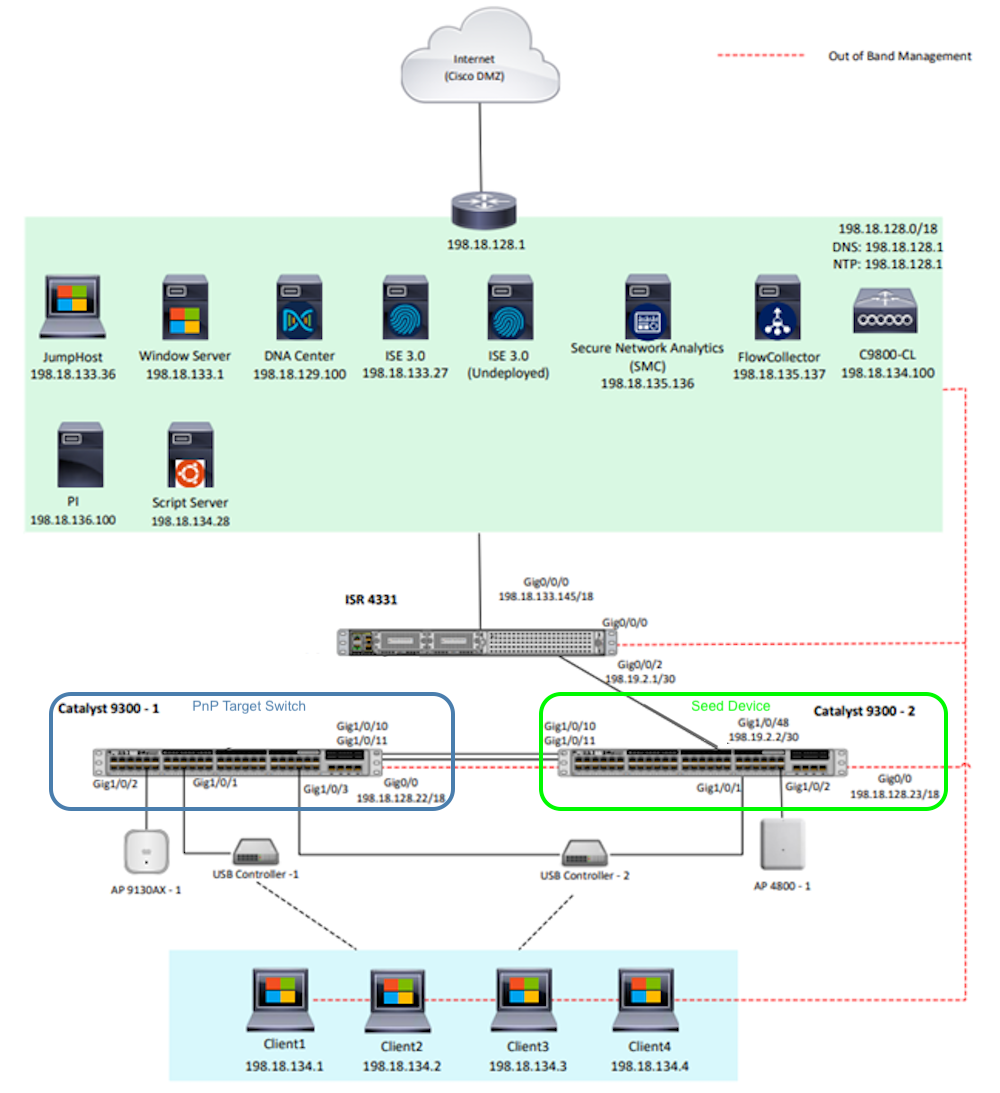 Internet
(Cisco DMZ)
Out of Band Management
198.18.128.1
198.18.128.0/18
DNS: 198.18.128.1
NTP: 198.18.128.1
JumpHost
198.18.133.36
Window Server
198.18.133.1
DNA Center
198.18.129.100
ISE 3.0
198.18.133.27
ISE 3.0
(Undeployed)
Secure Network Analytics
(SMC)
198.18.135.136
FlowCollector
198.18.135.137
C9800-CL
198.18.134.100
PI
198.18.136.100
Script Server
198.18.134.28
Gig0/0/0
198.18.133.145/18
ISR 4331
Gig0/0/0
Gig0/0/2
198.19.2.1/30
Catalyst 9300 - 1
PnP Target Switch
Gig1/0/10
Gig1/0/11
Gig1/0/2
Gig1/0/1
Gig1/0/3
Gig0/0
198.18.128.22/18
Seed Device
Catalyst 9300 - 2
Gig1/0/48
198.19.2.2/30
Gig1/0/10
Gig1/0/11
Gig1/0/1
Gig1/0/2
Gig0/0
198.18.128.23/18
AP 9130AX - 1
USB Controller -1
USB Controller - 2
AP 4800 - 1
Client1
198.18.134.1
Client2
198.18.134.2
Client3
198.18.134.3
Client4
198.18.134.4